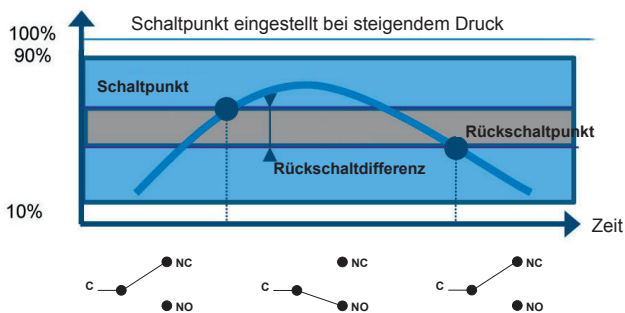 Schaltpunkt eingestellt bei steigendem Druck
100%
90%
Schaltpunkt
Rückschaltpunkt
Rückschaltdifferenz
10%
Zeit
NC
C
NO
NC
C
NO
NC
C
NO